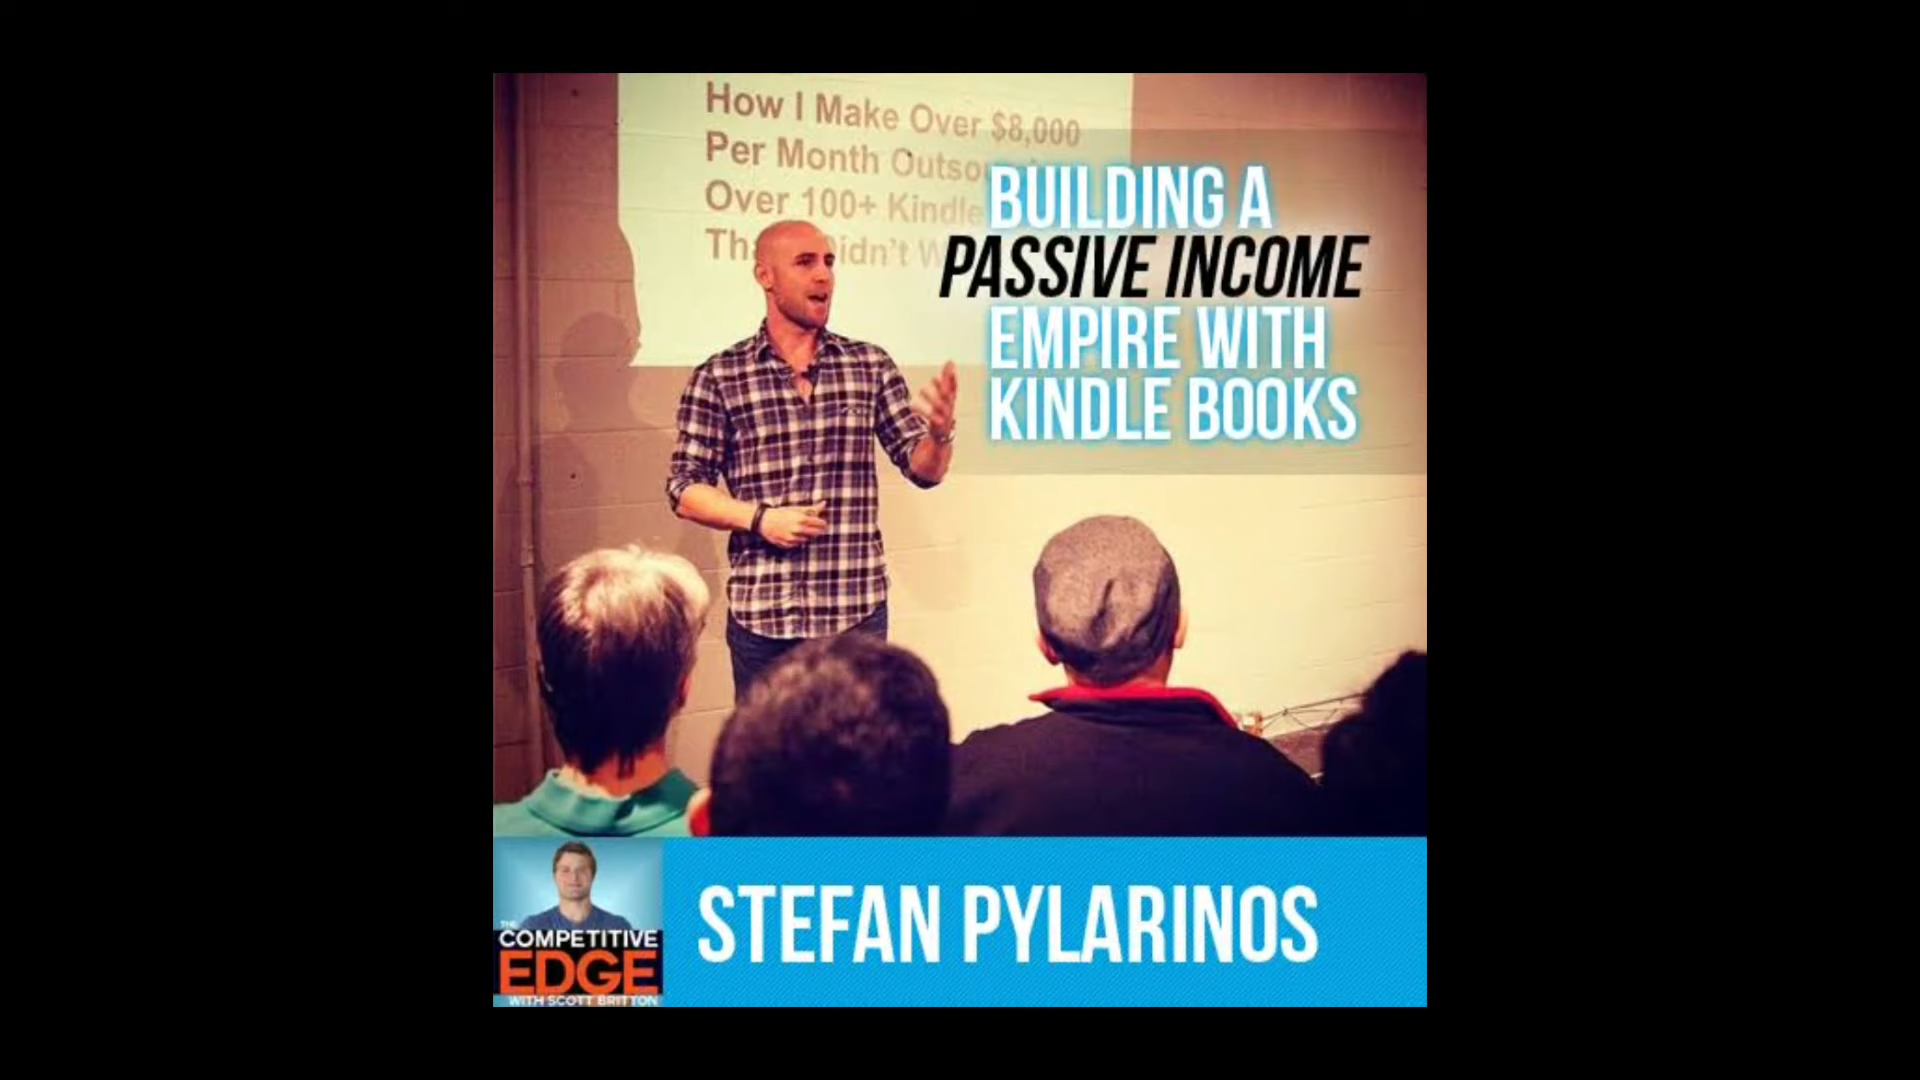 How I Make Over $8,000
Per Month
Over 100+ Kindle
BUILDING A
PASSIVE INCOME
EMPIRE WITH
KINDLE BOOKS
THE
COMPETITIVE
EDGE
WITH SCOTT BRITTON
STEFAN PYLARINOS